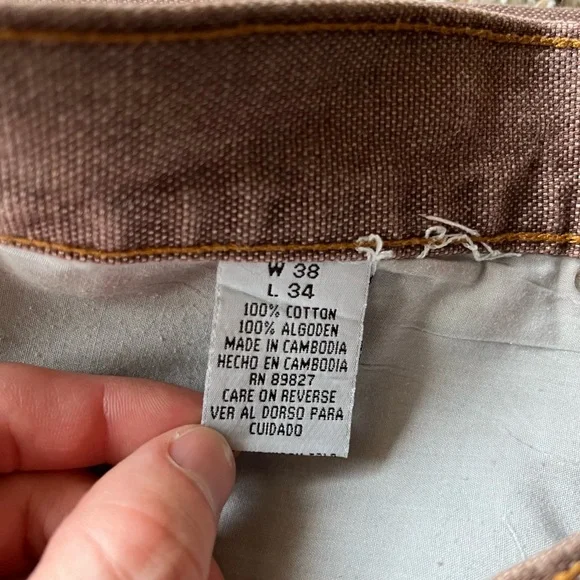 W 38
L 34
100% COTTON
100% ALGODEN
MADE IN CAMBODIA
HECHO EN CAMBODIA
RN 89827
CARE ON REVERSE
VER AL DORSO PARA
CUIDADO